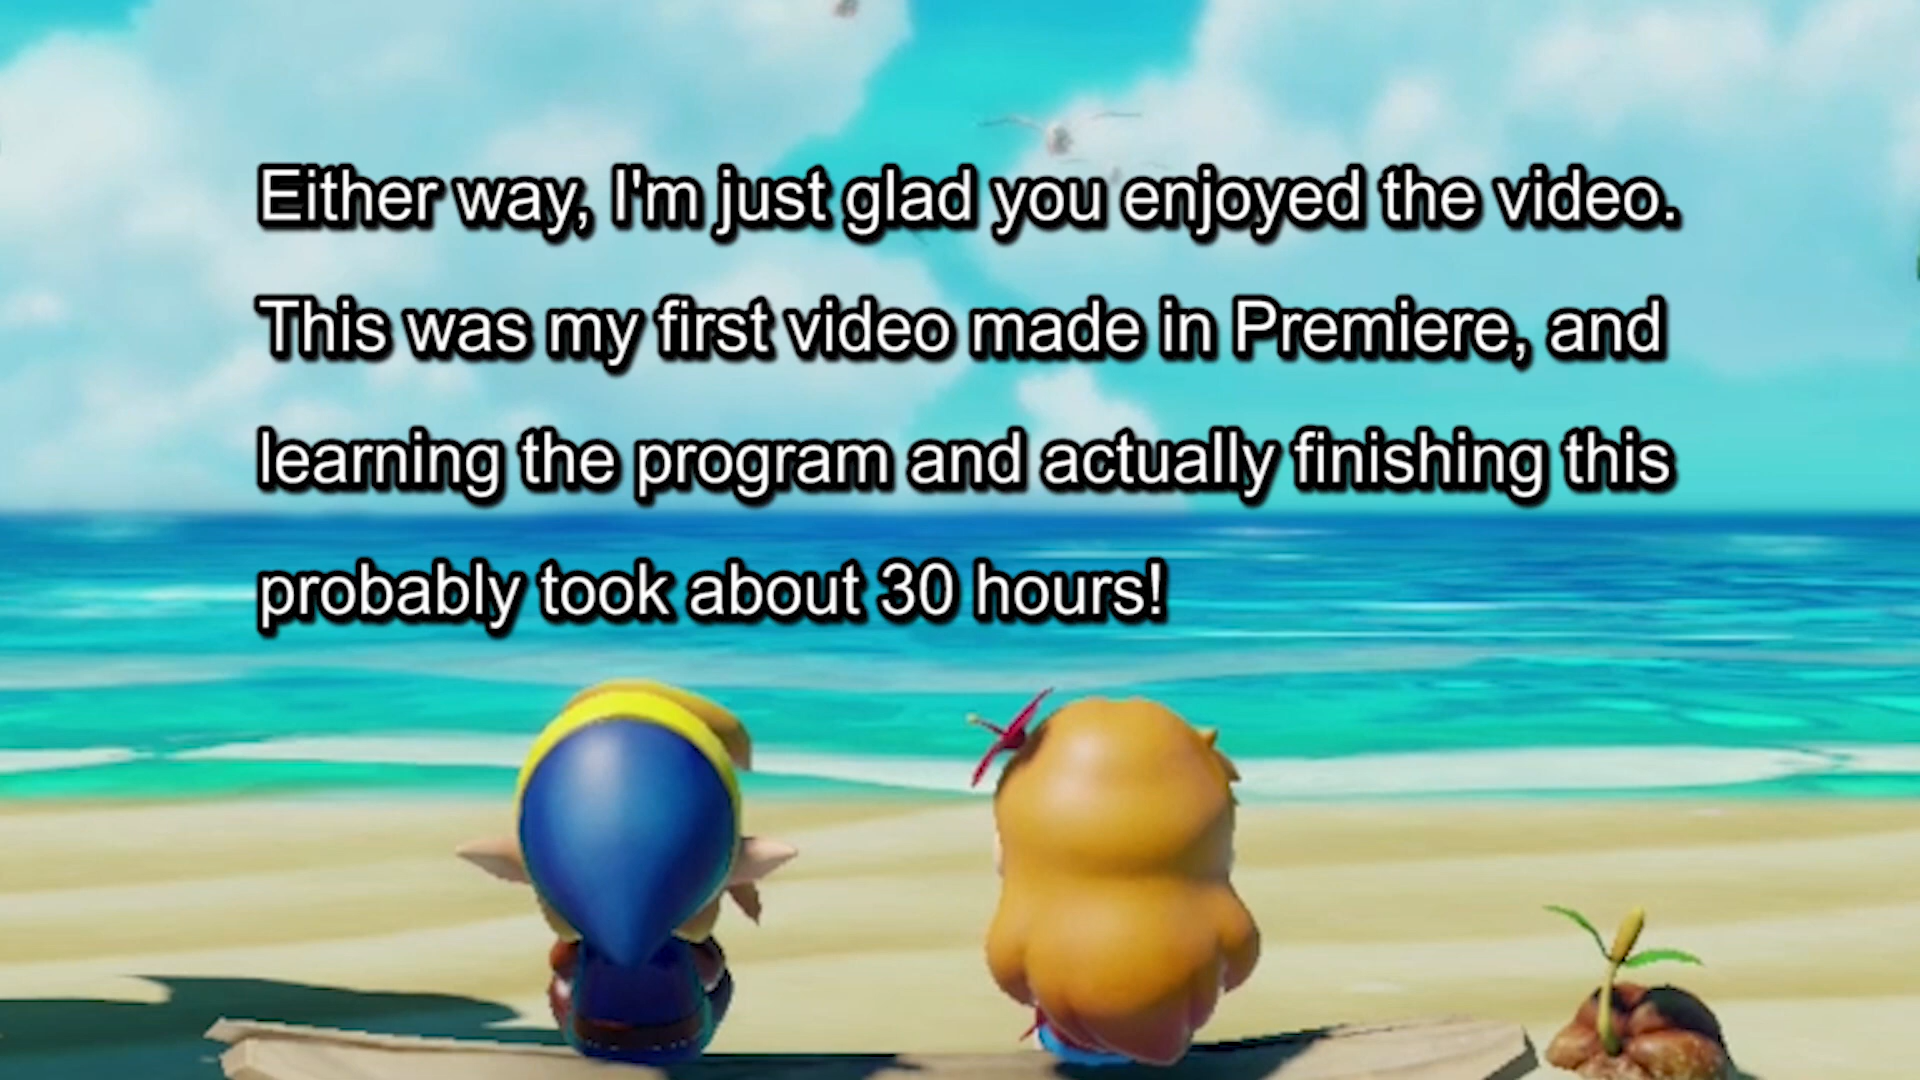 Either way, I'm just glad you enjoyed the video.
This was my first video made in Premiere, and
learning the program and actually finishing this
probably took about 30 hours!